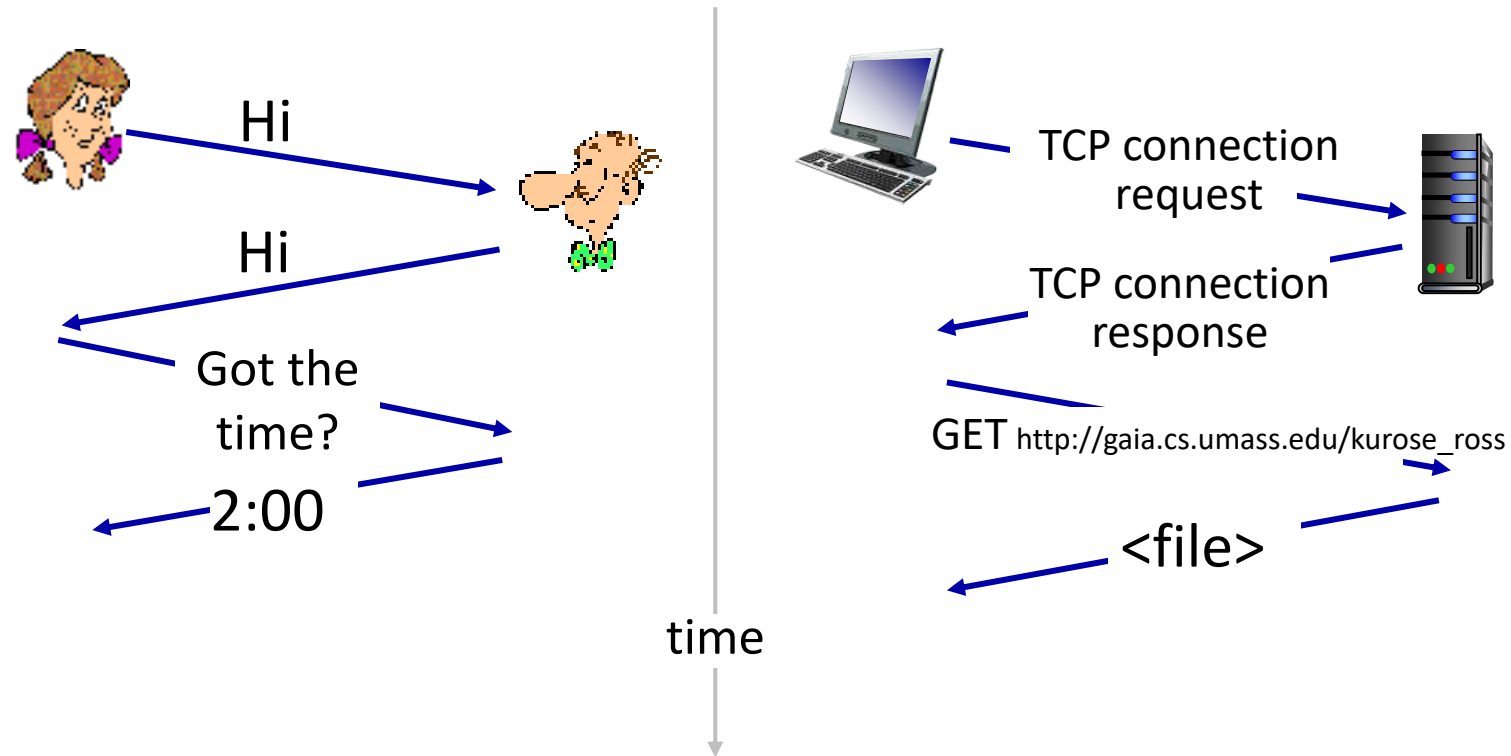 Hi
Hi
Got the
time?
2:00
TCP connection
request
TCP connection
response
GET http://gaia.cs.umass.edu/kurose_ross
<file>
time